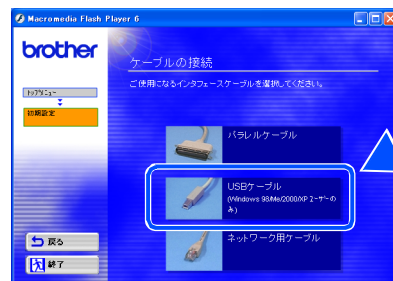 Macromedia Flash Player 6
brother
ケーブルの接続
ご使用になるインタフェースケーブルを選択してください。
トップメニュー
初期設定
パラレルケーブル
USBケーブル
(Windows 98/Me/2000/XP ユーザーの
み)
ネットワーク用ケーブル
戻る
終了